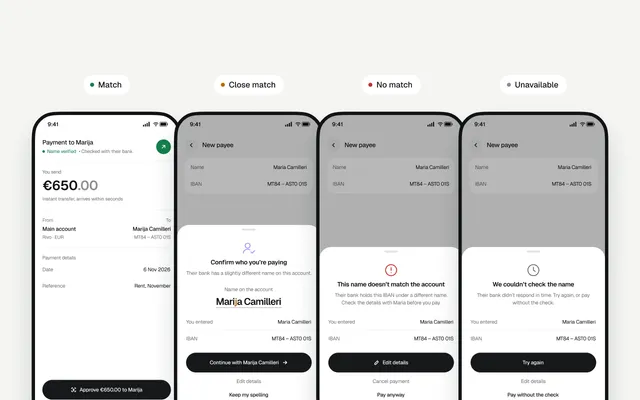 Match
Close match
No match
Unavailable
9:41
Payment to Marija
Name verified • Checked with their bank
You send
€650.00
Instant transfer, arrives within seconds
From
To
Main account
Marija Camilleri
Revo · EUR
MT84 – AST0 01S
Payment details
Date
6 Nov 2026
Reference
Rent, November
Approve €650.00 to Marija
9:41
New payee
Name
Maria Camilleri
IBAN
MT84 – AST0 01S
Confirm who you're paying
Their bank has a slightly different name on this account.
Name on the account
Marija Camilleri
You entered
Maria Camilleri
IBAN
MT84 – AST0 01S
Continue with Marija Camilleri
Edit details
Keep my spelling
9:41
New payee
Name
Maria Camilleri
IBAN
MT84 – AST0 01S
This name doesn't match the account
Their bank holds this IBAN under a different name.
Check the details with Maria before you pay
You entered
Maria Camilleri
IBAN
MT84 – AST0 01S
Edit details
Cancel payment
Pay anyway
9:41
New payee
Name
Maria Camilleri
IBAN
MT84 – AST0 01S
We couldn't check the name
Their bank didn't respond in time. Try again, or pay
without the check.
You entered
Maria Camilleri
IBAN
MT84 – AST0 01S
Try again
Edit details
Pay without the check